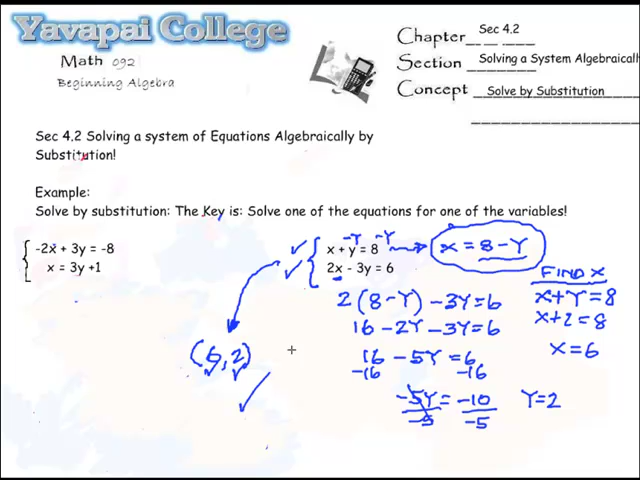 Yavapai College
Math 092
Beginning Algebra
Chapter Sec 4.2
Section Solving a System Algebraically
Concept Solve by Substitution
Sec 4.2 Solving a system of Equations Algebraically by
Substitution!
Example:
Solve by substitution: The Key is: Solve one of the equations for one of the variables!
-2x + 3y = -8
x = 3y +1
-Y -Y
x + y = 8
2x - 3y = 6
x = 8 - Y
2(8-Y) - 3Y = 6
16 - 2Y - 3Y = 6
16 - 5Y = 6
-16 -16
-5Y = -10
-5 -5
Y = 2
FIND X
X+Y = 8
X+2 = 8
X = 6
(6, 2)